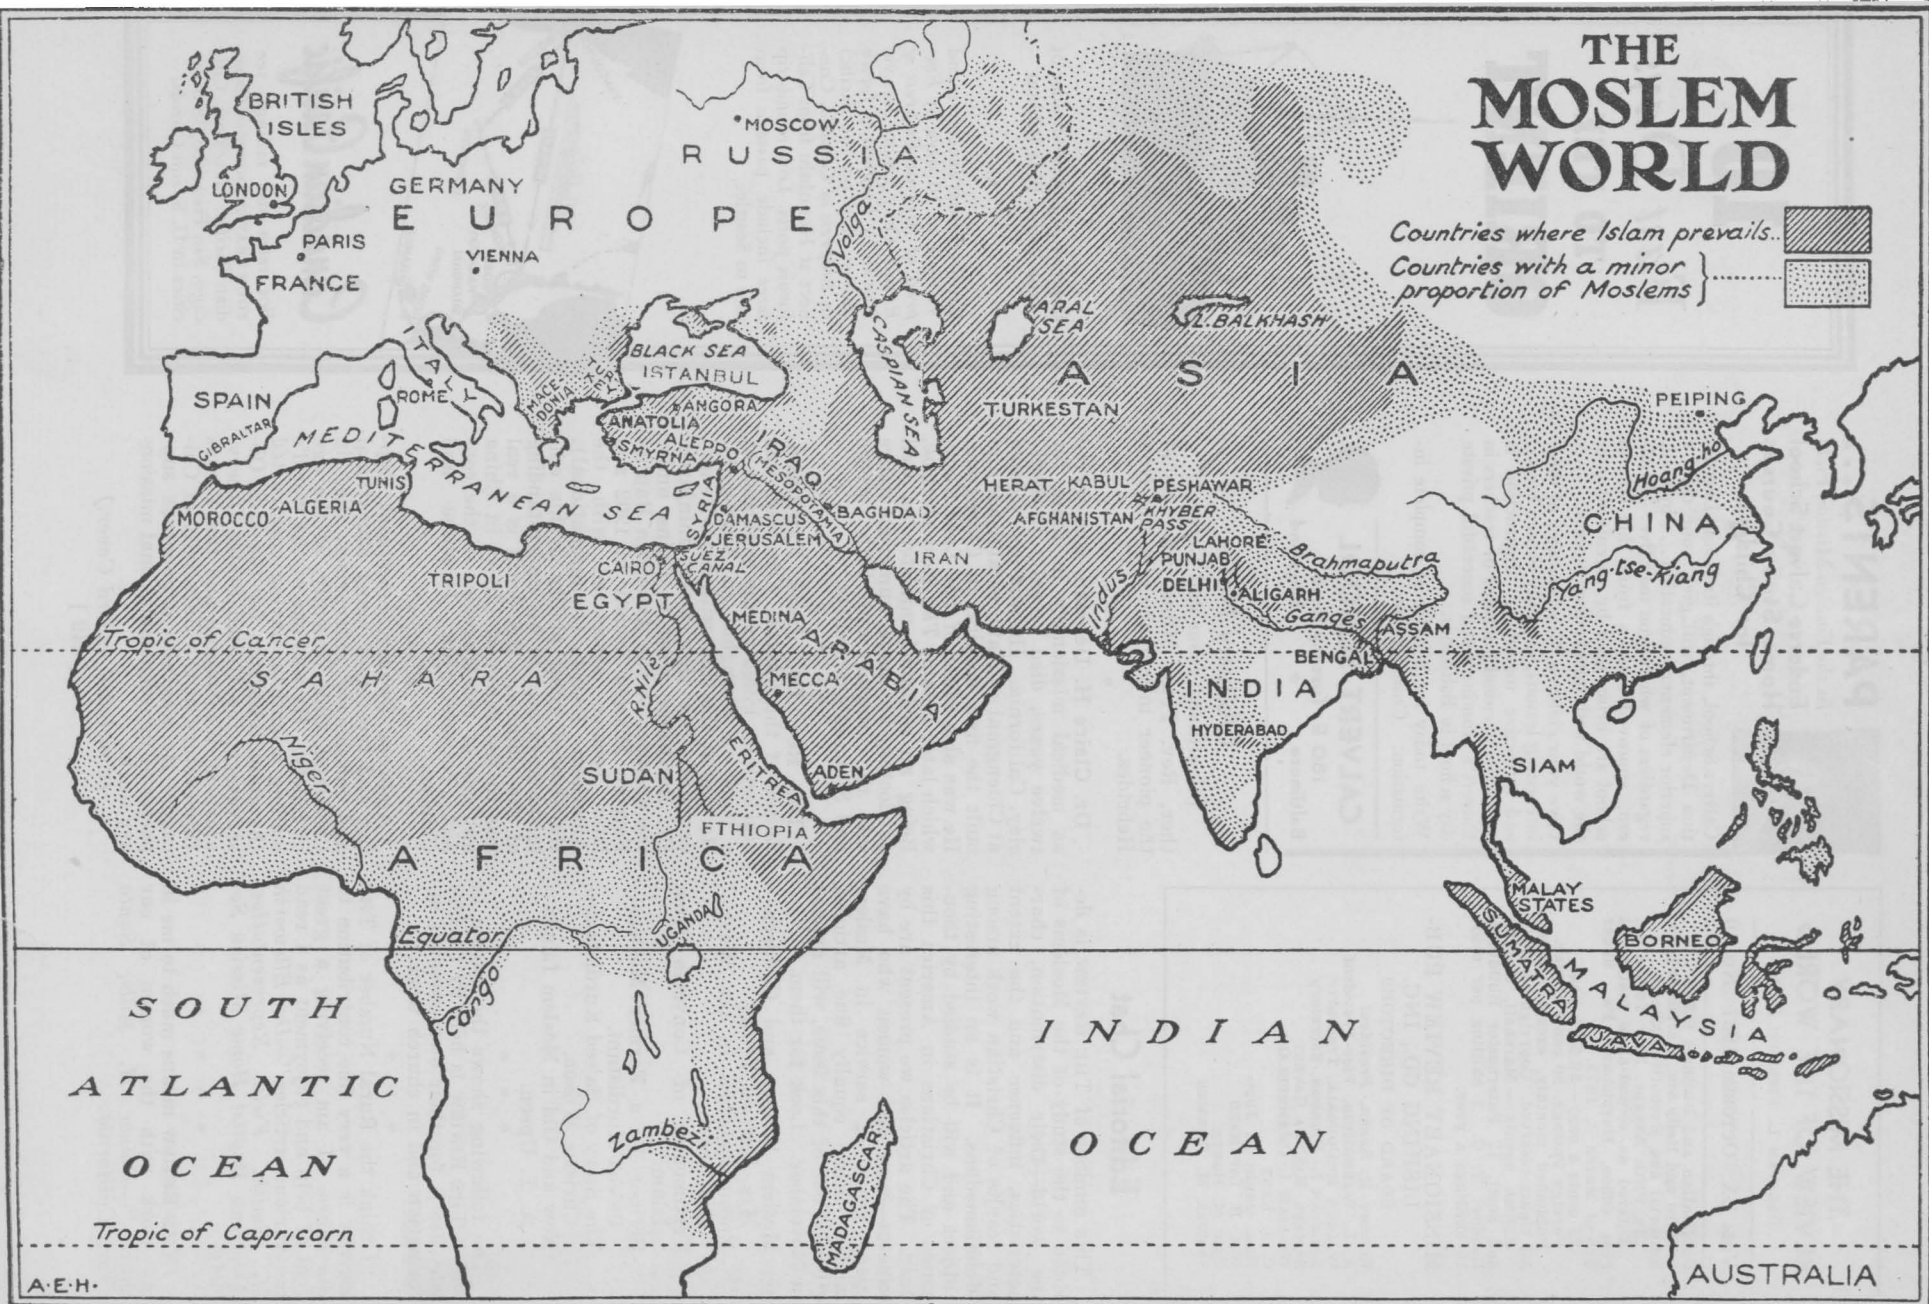 THE
MOSLEM
WORLD
Countries where Islam prevails..
Countries with a minor
proportion of Moslems
BRITISH
ISLES
LONDON
GERMANY
EUROPE
PARIS
FRANCE
VIENNA
MOSCOW
RUSSIA
Volga
SPAIN
GIBRALTAR
ITALY
ROME
MACE
DONIA
TURKEY
BLACK SEA
ISTANBUL
ANGORA
ANATOLIA
ALEPPO
SMYRNA
CASPIAN SEA
ARAL
SEA
L. BALKHASH
ASIA
TURKESTAN
MEDITERRANEAN SEA
IRAQ
(MESOPOTAMIA)
SYRIA
DAMASCUS
JERUSALEM
BAGHDAD
SUEZ
CANAL
IRAN
HERAT
KABUL
PESHAWAR
AFGHANISTAN
KHYBER
PASS
LAHORE
PUNJAB
DELHI
ALIGARH
Indus
Brahmaputra
Ganges
ASSAM
BENGAL
INDIA
HYDERABAD
PEIPING
Hoang-ho
CHINA
Yang-tse-Kiang
SIAM
MALAY
STATES
SUMATRA
BORNEO
MALAYSIA
JAVA
MOROCCO
ALGERIA
TUNIS
TRIPOLI
CAIRO
EGYPT
MEDINA
ARABIA
MECCA
ADEN
Tropic of Cancer
SAHARA
R. Nile
Niger
SUDAN
ERITREA
ETHIOPIA
AFRICA
UGANDA
Equator
Congo
Zambezi
MADAGASCAR
SOUTH
ATLANTIC
OCEAN
INDIAN
OCEAN
Tropic of Capricorn
A·E·H·
AUSTRALIA